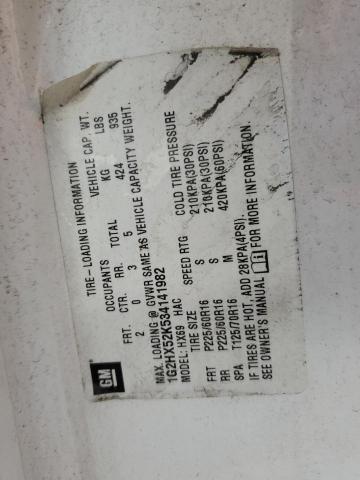 GM
TIRE-LOADING INFORMATION
OCCUPANTS VEHICLE CAP. WT.
FRT. CTR. RR. TOTAL KG LBS
2 0 3 5 424 935
MAX. LOADING @ GVWR SAME AS VEHICLE CAPACITY WEIGHT.
1G2HX52K534141982
MODEL: HX69 HAC
TIRE SIZE SPEED RTG COLD TIRE PRESSURE
FRT P225/60R16 S 210KPA(30PSI)
RR P225/60R16 S 210KPA(30PSI)
SPA T125/70R16 M 420KPA(60PSI)
IF TIRES ARE HOT, ADD 28KPA(4PSI).
SEE OWNER'S MANUAL FOR MORE INFORMATION.